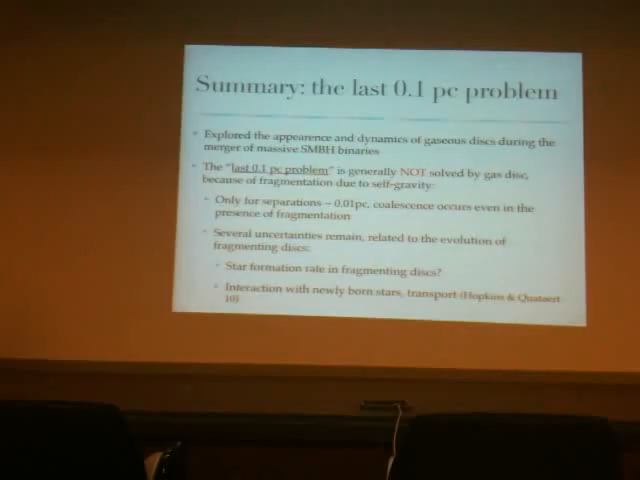 Summary: the last 0.1 pc problem
Explored the appearence and dynamics of gaseous discs during the
merger of massive SMBH binaries
The "last 0.1 pc problem" is generally NOT solved by gas disc,
because of fragmentation due to self-gravity:
Only for separations ~ 0.01pc, coalescence occurs even in the
presence of fragmentation
Several uncertainties remain, related to the evolution of
fragmenting discs:
Star formation rate in fragmenting discs?
Interaction with newly born stars, transport (Hopkins & Quataert
10)